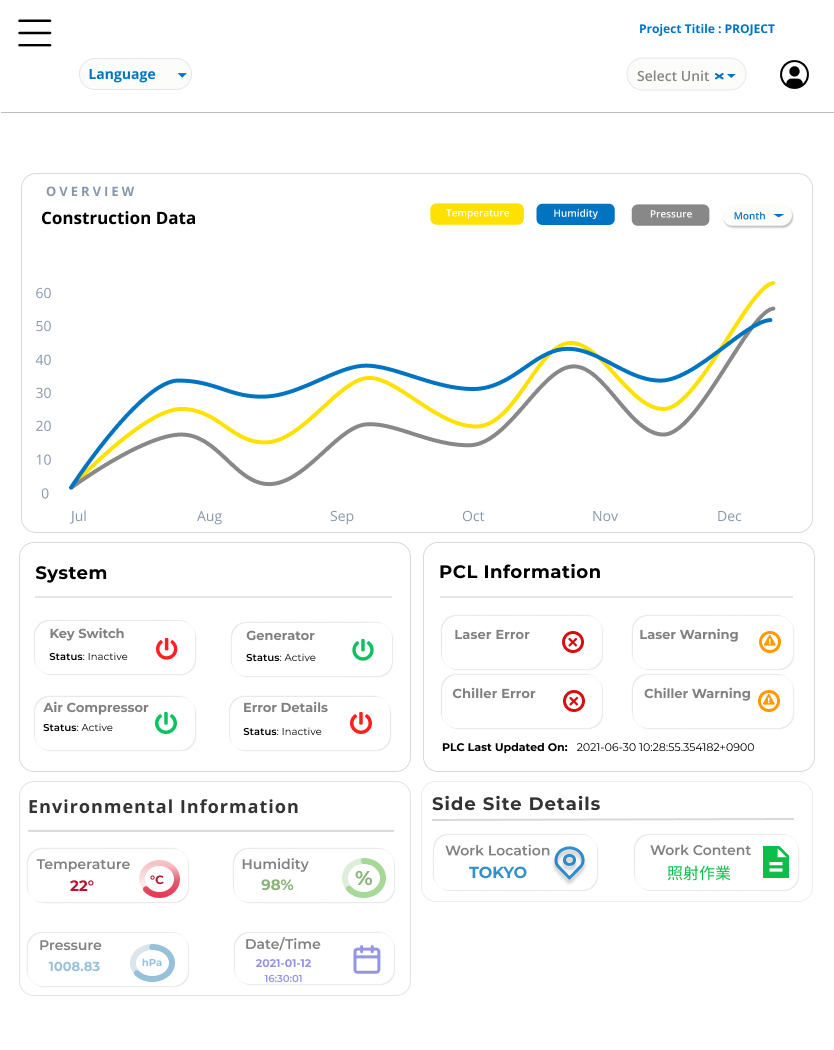 Project Titile : PROJECT
Language
Select Unit
OVERVIEW
Construction Data
Temperature
Humidity
Pressure
Month
60
50
40
30
20
10
0
Jul
Aug
Sep
Oct
Nov
Dec
System
Key Switch
Status: Inactive
Generator
Status: Active
Air Compressor
Status: Active
Error Details
Status: Inactive
PCL Information
Laser Error
Laser Warning
Chiller Error
Chiller Warning
PLC Last Updated On: 2021-06-30 10:28:55.354182+0900
Environmental Information
Temperature
22°
°C
Humidity
98%
%
Pressure
1008.83
hPa
Date/Time
2021-01-12
16:30:01
Side Site Details
Work Location
TOKYO
Work Content
照射作業